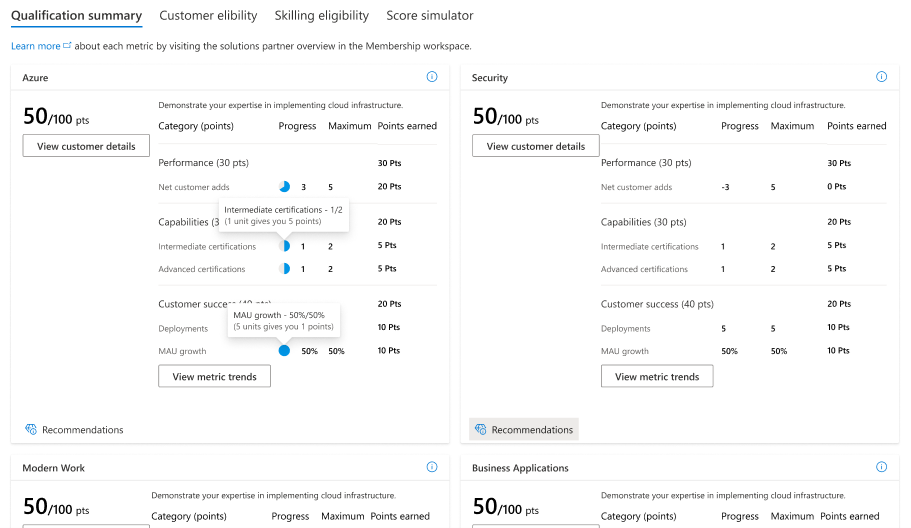 Qualification summary Customer elibility Skilling eligibility Score simulator
Learn more about each metric by visiting the solutions partner overview in the Membership workspace.
Azure
50/100 pts
View customer details
Demonstrate your expertise in implementing cloud infrastructure.
Category (points) Progress Maximum Points earned
Performance (30 pts) 30 Pts
Net customer adds 3 5 20 Pts
Intermediate certifications - 1/2
(1 unit gives you 5 points)
Capabilities (3 20 Pts
Intermediate certifications 1 2 5 Pts
Advanced certifications 1 2 5 Pts
Customer success (40 pts) 20 Pts
MAU growth - 50%/50%
(5 units gives you 1 points)
Deployments 10 Pts
MAU growth 50% 50% 10 Pts
View metric trends
Recommendations
Security
50/100 pts
View customer details
Demonstrate your expertise in implementing cloud infrastructure.
Category (points) Progress Maximum Points earned
Performance (30 pts) 30 Pts
Net customer adds -3 5 0 Pts
Capabilities (30 pts) 20 Pts
Intermediate certifications 1 2 5 Pts
Advanced certifications 1 2 5 Pts
Customer success (40 pts) 20 Pts
Deployments 5 5 10 Pts
MAU growth 50% 50% 10 Pts
View metric trends
Recommendations
Modern Work
50/100 pts
Demonstrate your expertise in implementing cloud infrastructure.
Category (points) Progress Maximum Points earned
Business Applications
50/100 pts
Demonstrate your expertise in implementing cloud infrastructure.
Category (points) Progress Maximum Points earned